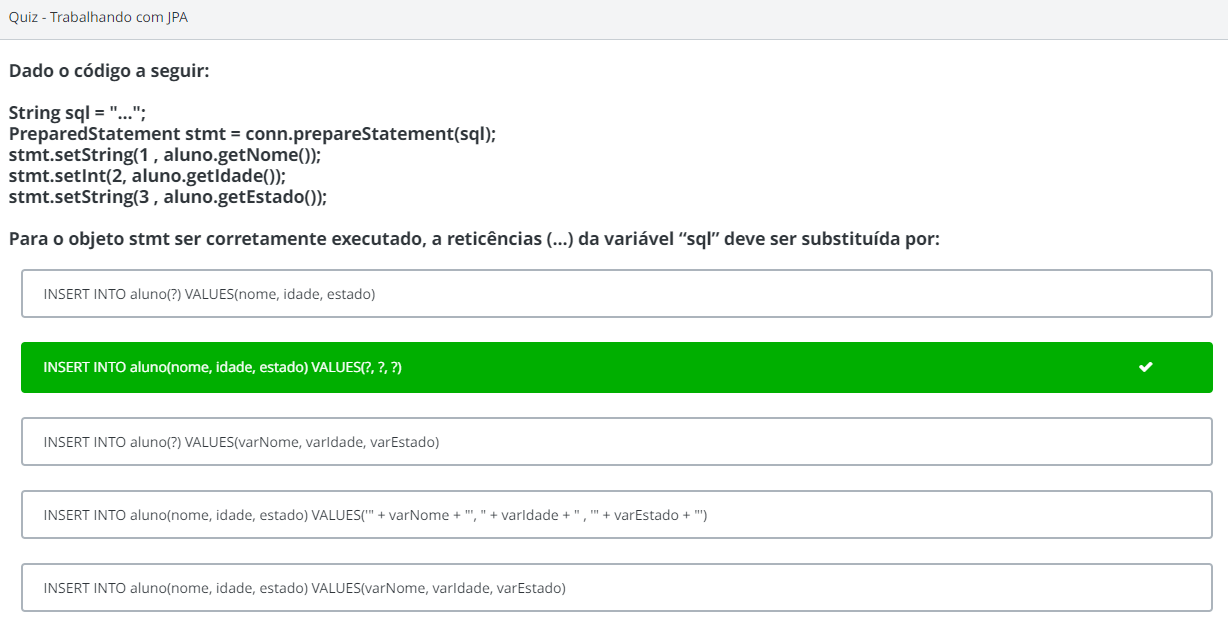 Quiz - Trabalhando com JPA
Dado o código a seguir:
String sql = "...";
PreparedStatement stmt = conn.prepareStatement(sql);
stmt.setString(1 , aluno.getNome());
stmt.setInt(2, aluno.getIdade());
stmt.setString(3 , aluno.getEstado());
Para o objeto stmt ser corretamente executado, a reticências (...) da variável “sql” deve ser substituída por:
INSERT INTO aluno(?) VALUES(nome, idade, estado)
INSERT INTO aluno(nome, idade, estado) VALUES(?, ?, ?)
INSERT INTO aluno(?) VALUES(varNome, varIdade, varEstado)
INSERT INTO aluno(nome, idade, estado) VALUES('" + varNome + "', " + varIdade + " , '" + varEstado + "')
INSERT INTO aluno(nome, idade, estado) VALUES(varNome, varIdade, varEstado)